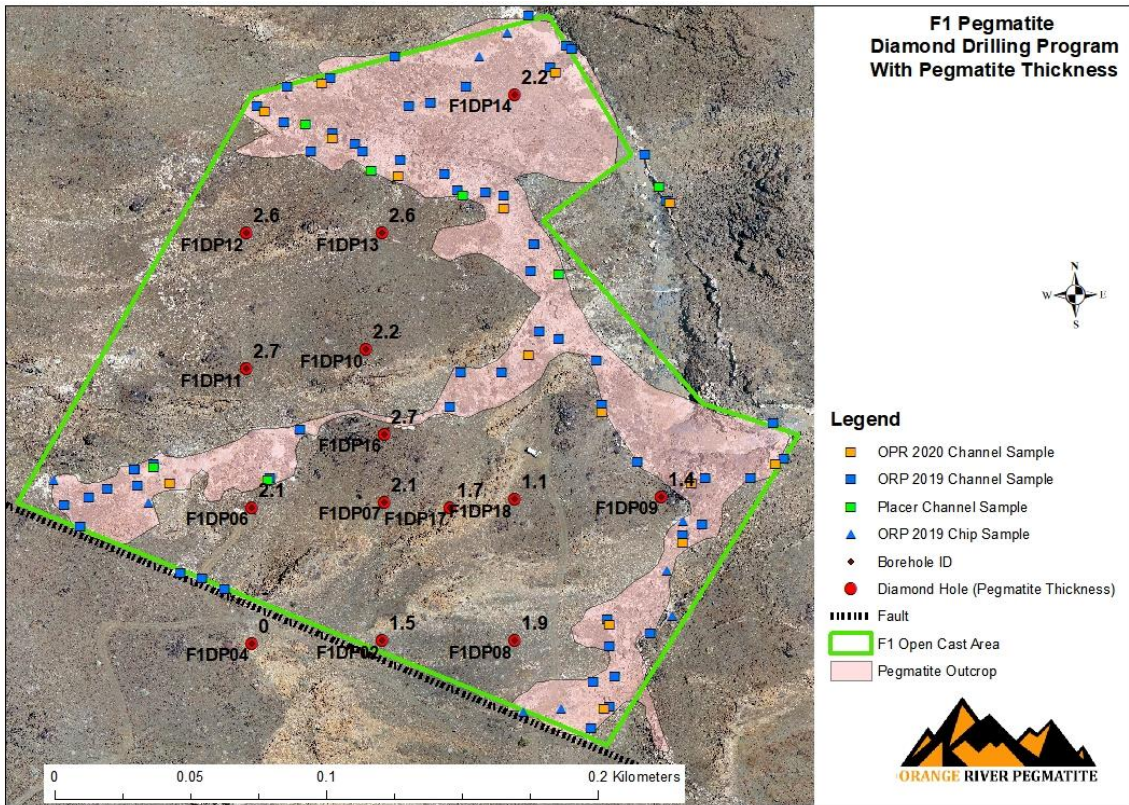 F1 Pegmatite
Diamond Drilling Program
With Pegmatite Thickness
2.2
F1DP14
2.6
F1DP12
2.6
F1DP13
2.2
F1DP10
2.7
F1DP11
2.7
F1DP16
2.1
F1DP06
2.1
F1DP07
1.7
F1DP17
1.1
F1DP18
1.4
F1DP09
0
F1DP04
1.5
F1DP02
1.9
F1DP08
N
W E
S
Legend
OPR 2020 Channel Sample
ORP 2019 Channel Sample
Placer Channel Sample
ORP 2019 Chip Sample
Borehole ID
Diamond Hole (Pegmatite Thickness)
Fault
F1 Open Cast Area
Pegmatite Outcrop
0 0.05 0.1 0.2 Kilometers
ORANGE RIVER PEGMATITE